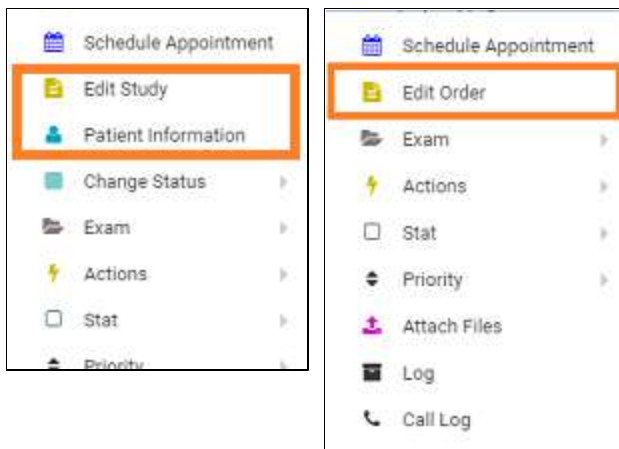 Schedule Appointment
Edit Study
Patient Information
Change Status
Exam
Actions
Stat
Priority
Schedule Appointment
Edit Order
Exam
Actions
Stat
Priority
Attach Files
Log
Call Log